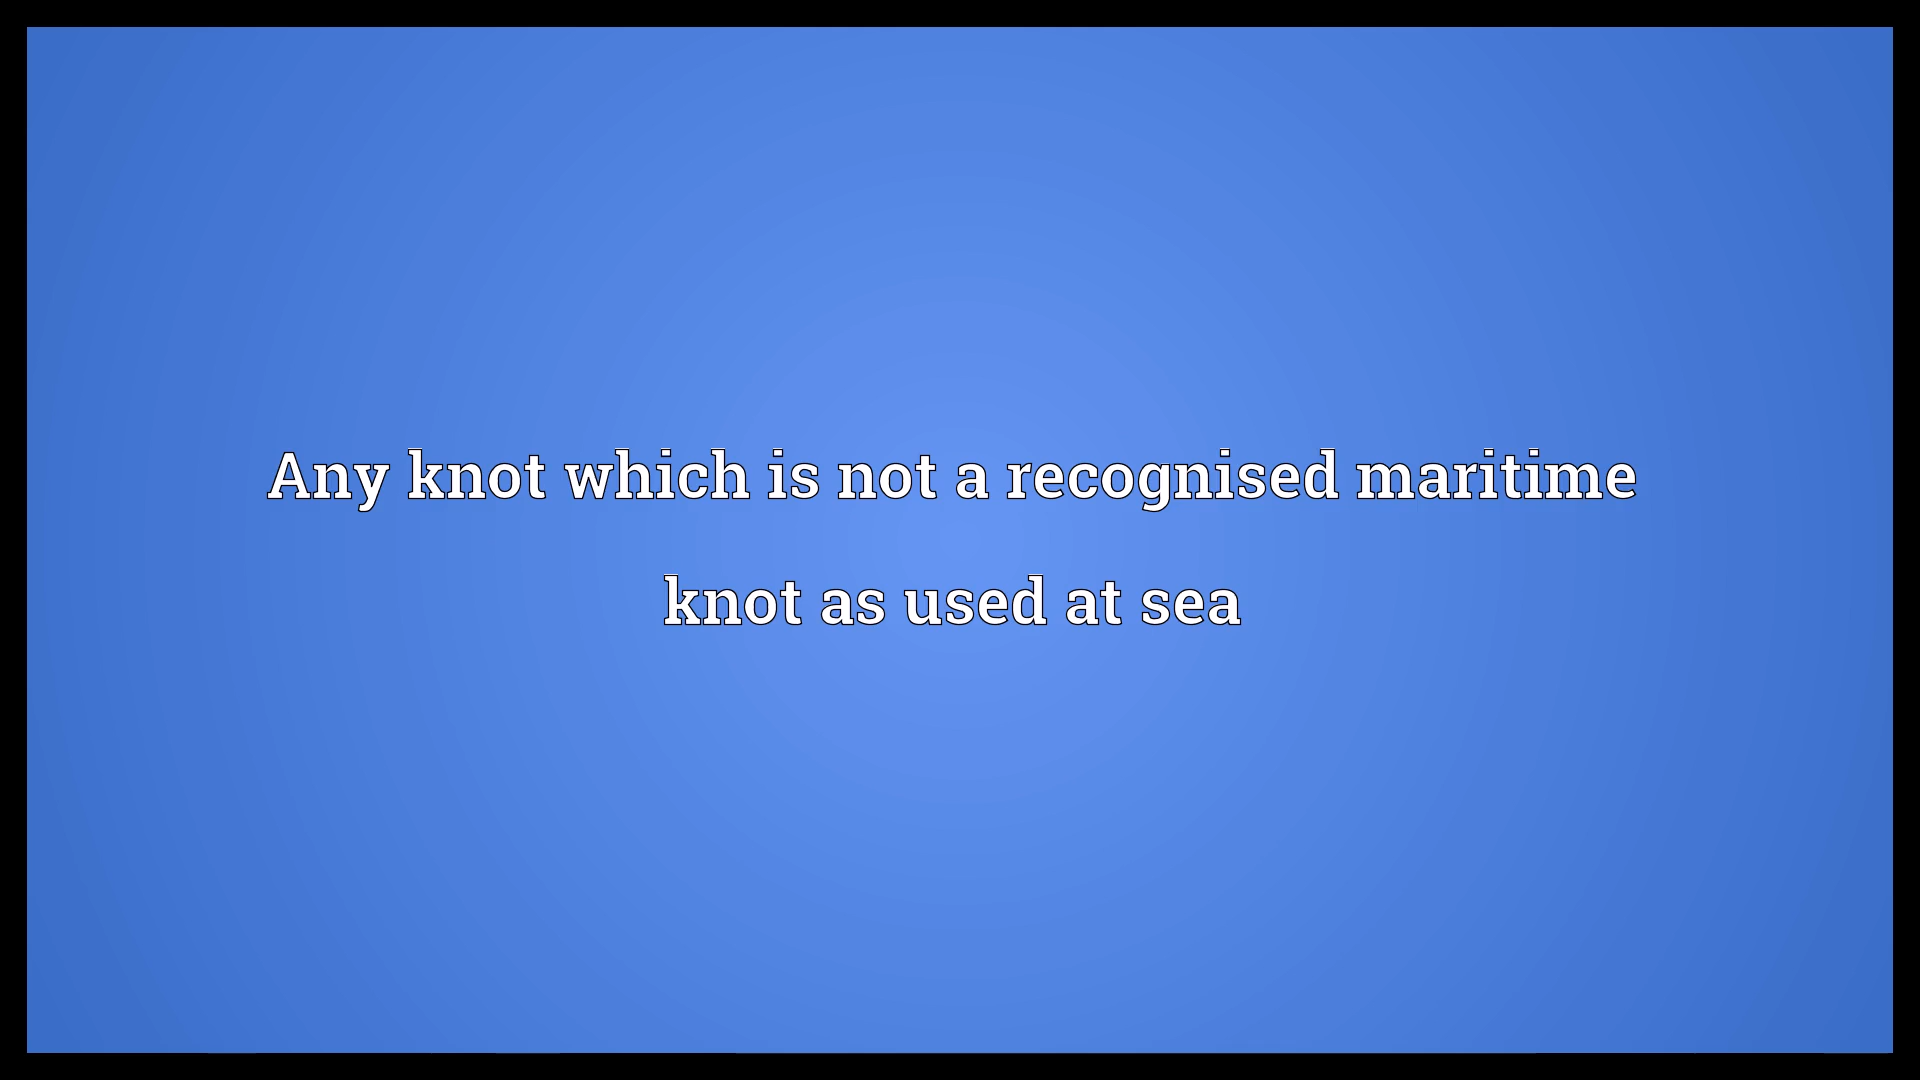 Any knot which is not a recognised maritime
knot as used at sea